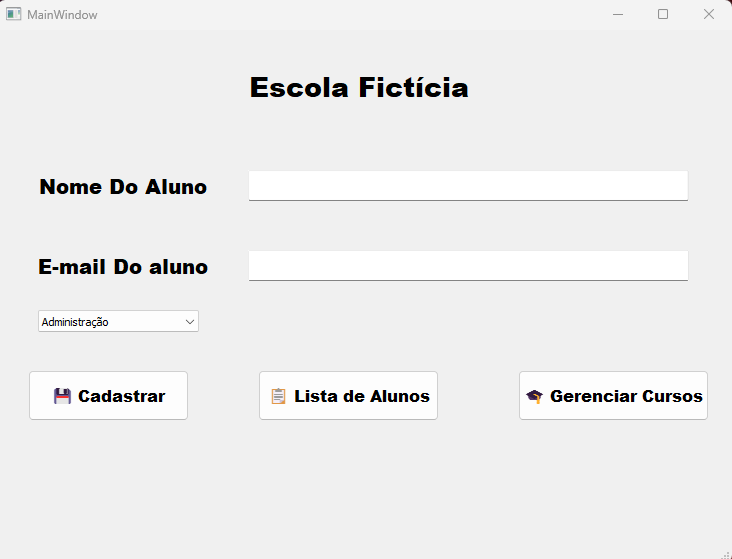 MainWindow
Escola Fictícia
Nome Do Aluno
E-mail Do aluno
Administração
Cadastrar
Lista de Alunos
Gerenciar Cursos